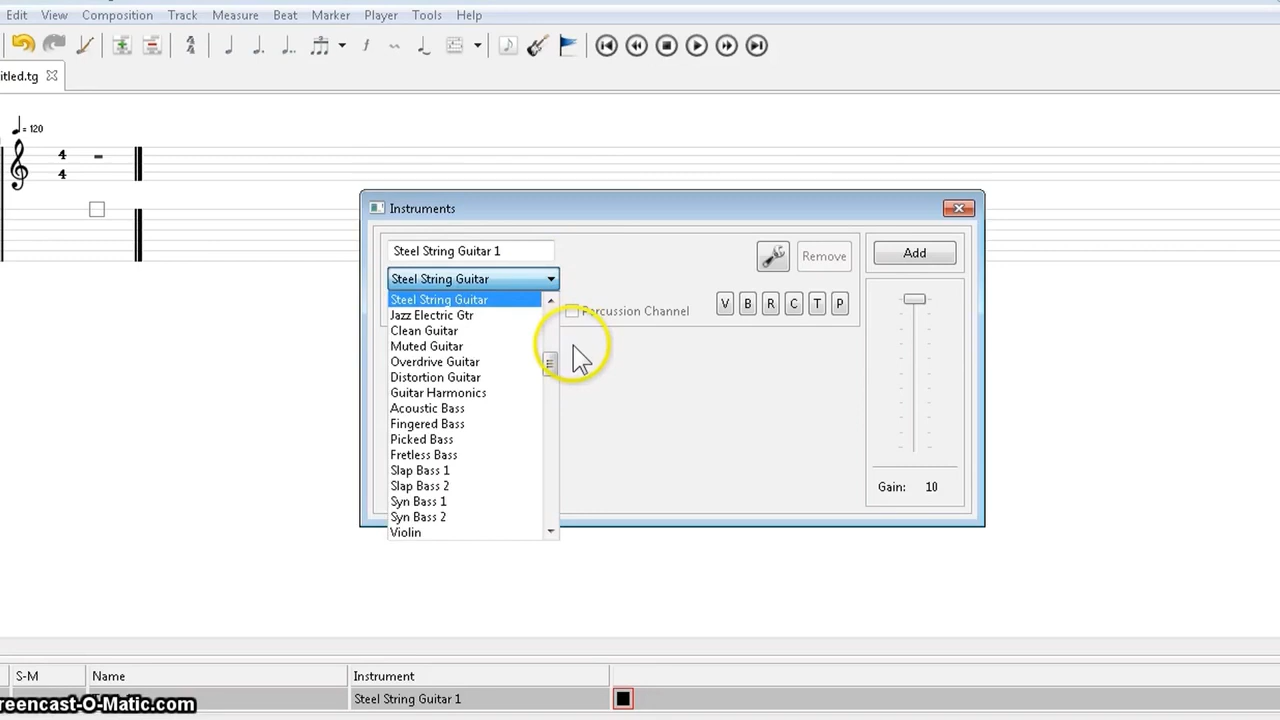 Edit View Composition Track Measure Beat Marker Player Tools Help
itled.tg
= 120
4
4
Instruments
Steel String Guitar 1
Remove
Add
Steel String Guitar
Steel String Guitar
Percussion Channel
V B R C T P
Jazz Electric Gtr
Clean Guitar
Muted Guitar
Overdrive Guitar
Distortion Guitar
Guitar Harmonics
Acoustic Bass
Fingered Bass
Picked Bass
Fretless Bass
Slap Bass 1
Slap Bass 2
Syn Bass 1
Syn Bass 2
Violin
Gain: 10
S-M Name Instrument
Steel String Guitar 1
reencast-O-Matic.com